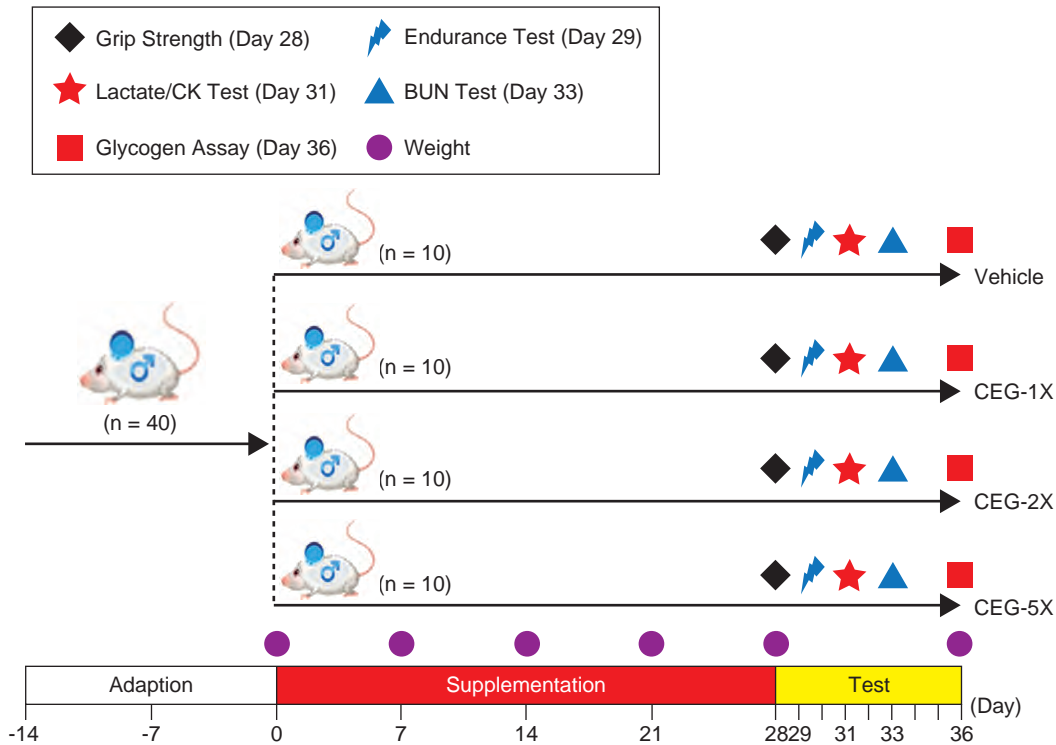 Grip Strength (Day 28)
Endurance Test (Day 29)
Lactate/CK Test (Day 31)
BUN Test (Day 33)
Glycogen Assay (Day 36)
Weight
(n = 10)
Vehicle
(n = 10)
CEG-1X
(n = 40)
(n = 10)
CEG-2X
(n = 10)
CEG-5X
Adaption
Supplementation
Test
(Day)
-14 -7 0 7 14 21 28 29 31 33 36